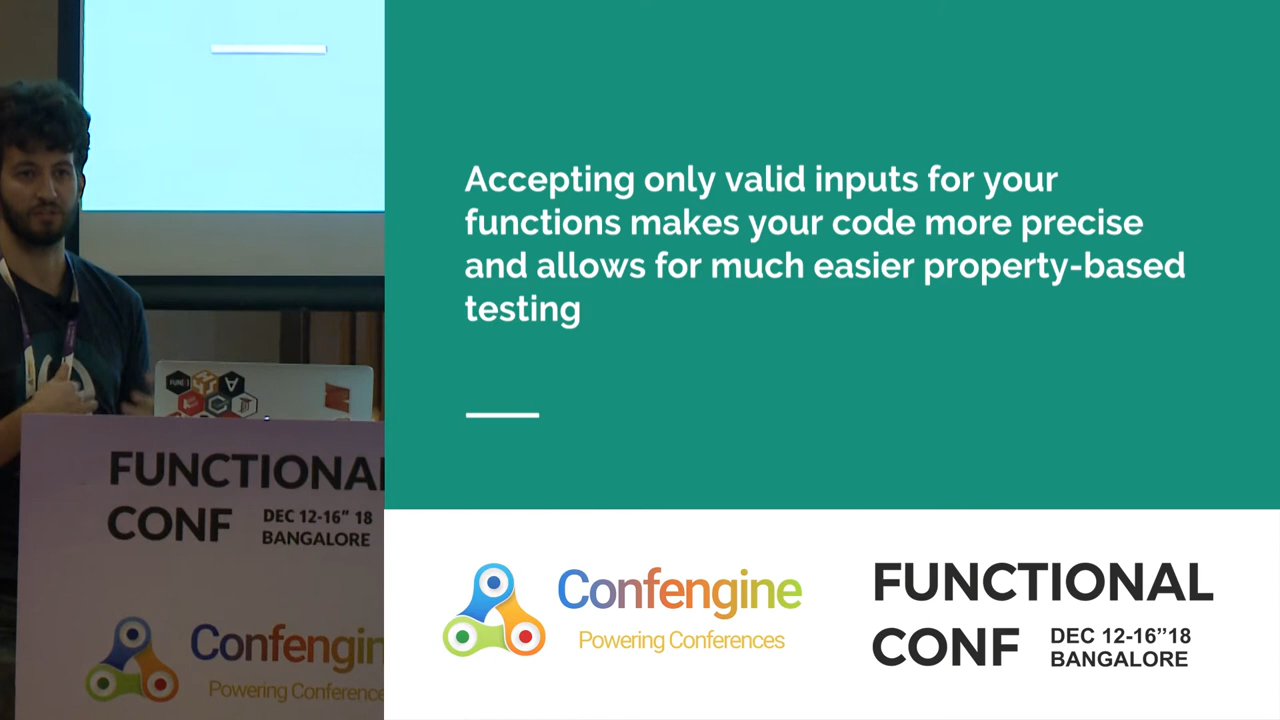 Accepting only valid inputs for your
functions makes your code more precise
and allows for much easier property-based
testing
FUNCTIONAL
CONF
DEC 12-16" 18
BANGALORE
Confengin
Powering Conference
Confengine
Powering Conferences
FUNCTIONAL
CONF
DEC 12-16”18
BANGALORE